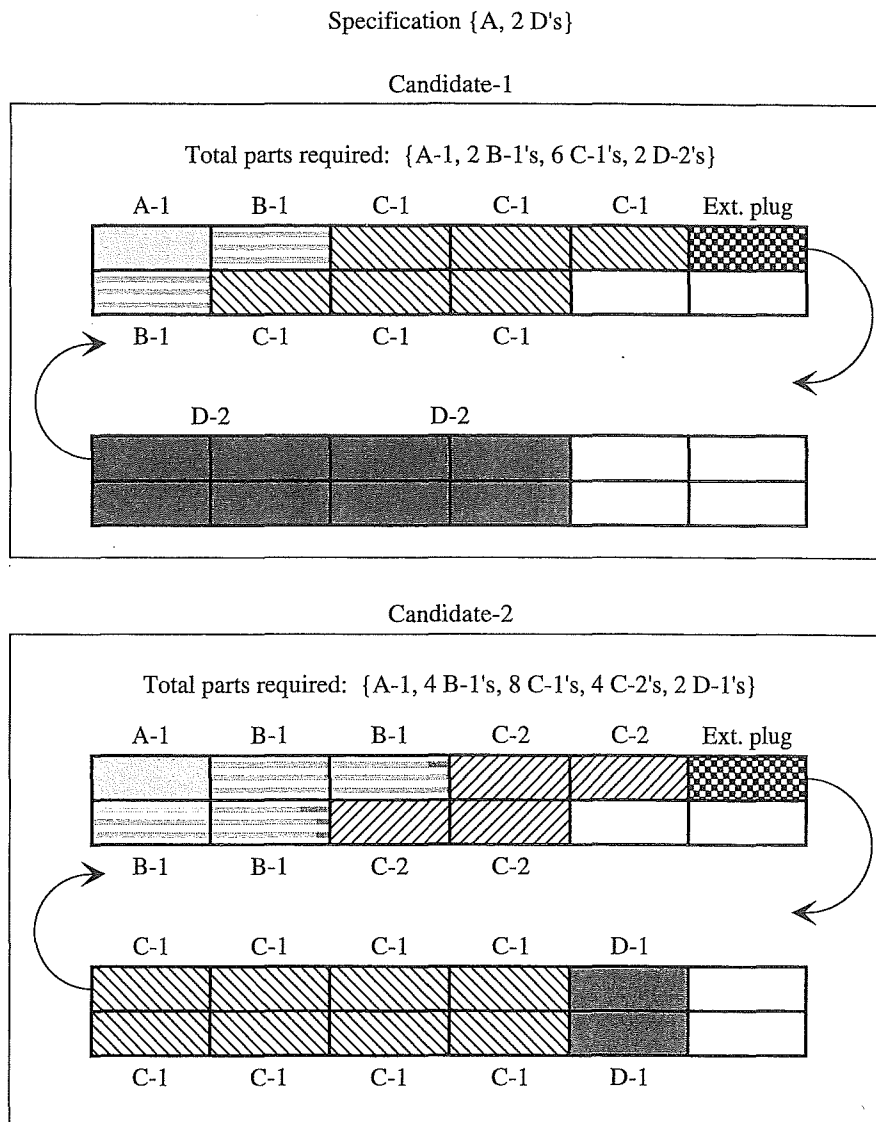 Specification {A, 2 D's}
Candidate-1
Total parts required: {A-1, 2 B-1's, 6 C-1's, 2 D-2's}
A-1 B-1 C-1 C-1 C-1 Ext. plug
B-1 C-1 C-1 C-1
D-2 D-2
Candidate-2
Total parts required: {A-1, 4 B-1's, 8 C-1's, 4 C-2's, 2 D-1's}
A-1 B-1 B-1 C-2 C-2 Ext. plug
B-1 B-1 C-2 C-2
C-1 C-1 C-1 C-1 D-1
C-1 C-1 C-1 C-1 D-1